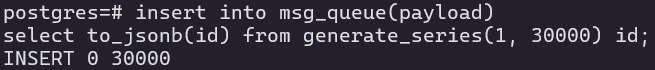 postgres=# insert into msg_queue(payload)
select to_jsonb(id) from generate_series(1, 30000) id;
INSERT 0 30000